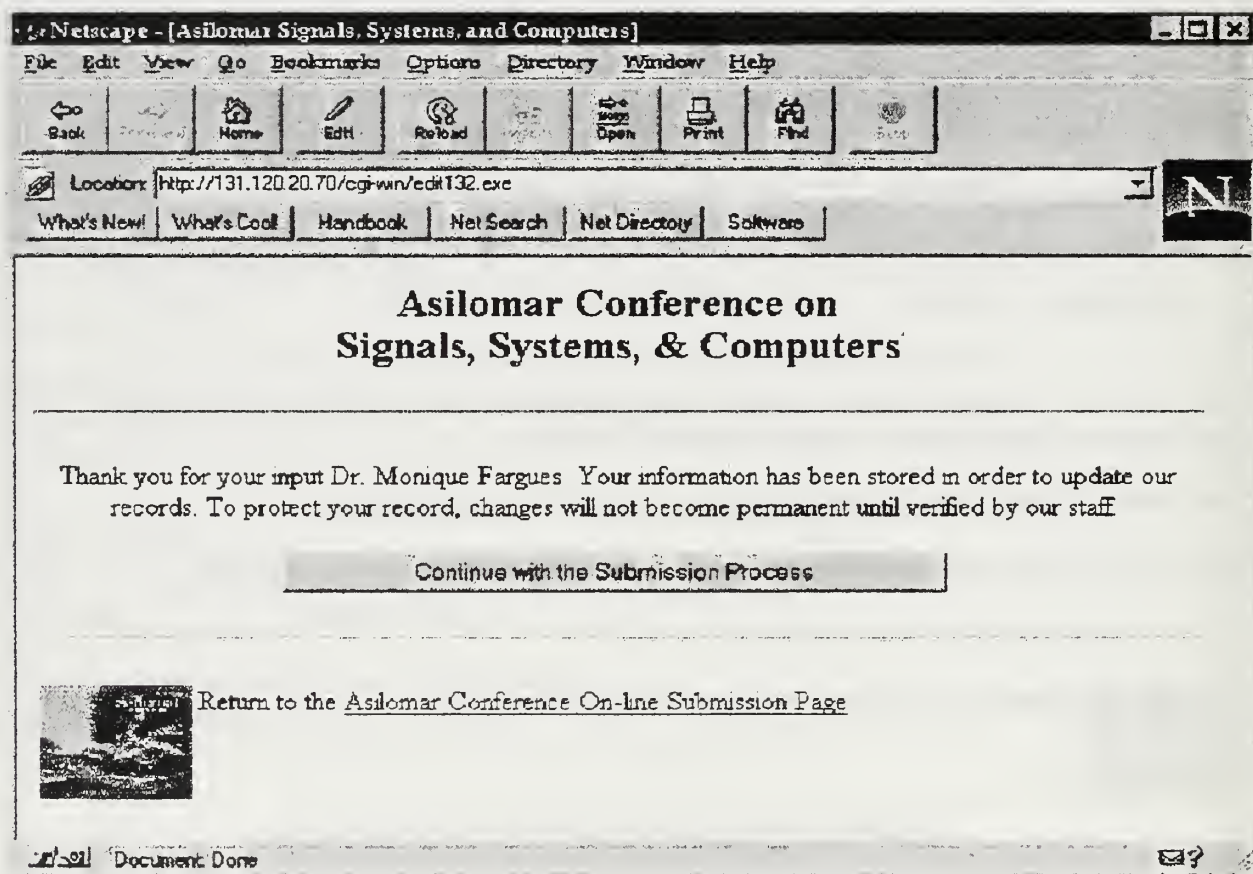 Netscape - [Asilomar Signals, Systems, and Computers]
File Edit View Go Bookmarks Options Directory Window Help
Back Forward Home Edit Reload Open Print Find Stop
Location: http://131.120.20.70/cgi-win/edit132.exe
What's New! What's Cool! Handbook Net Search Net Directory Software
N
Asilomar Conference on
Signals, Systems, & Computers
Thank you for your input Dr. Monique Fargues Your information has been stored in order to update our
records. To protect your record, changes will not become permanent until verified by our staff
Continue with the Submission Process
Return to the Asilomar Conference On-line Submission Page
Document: Done